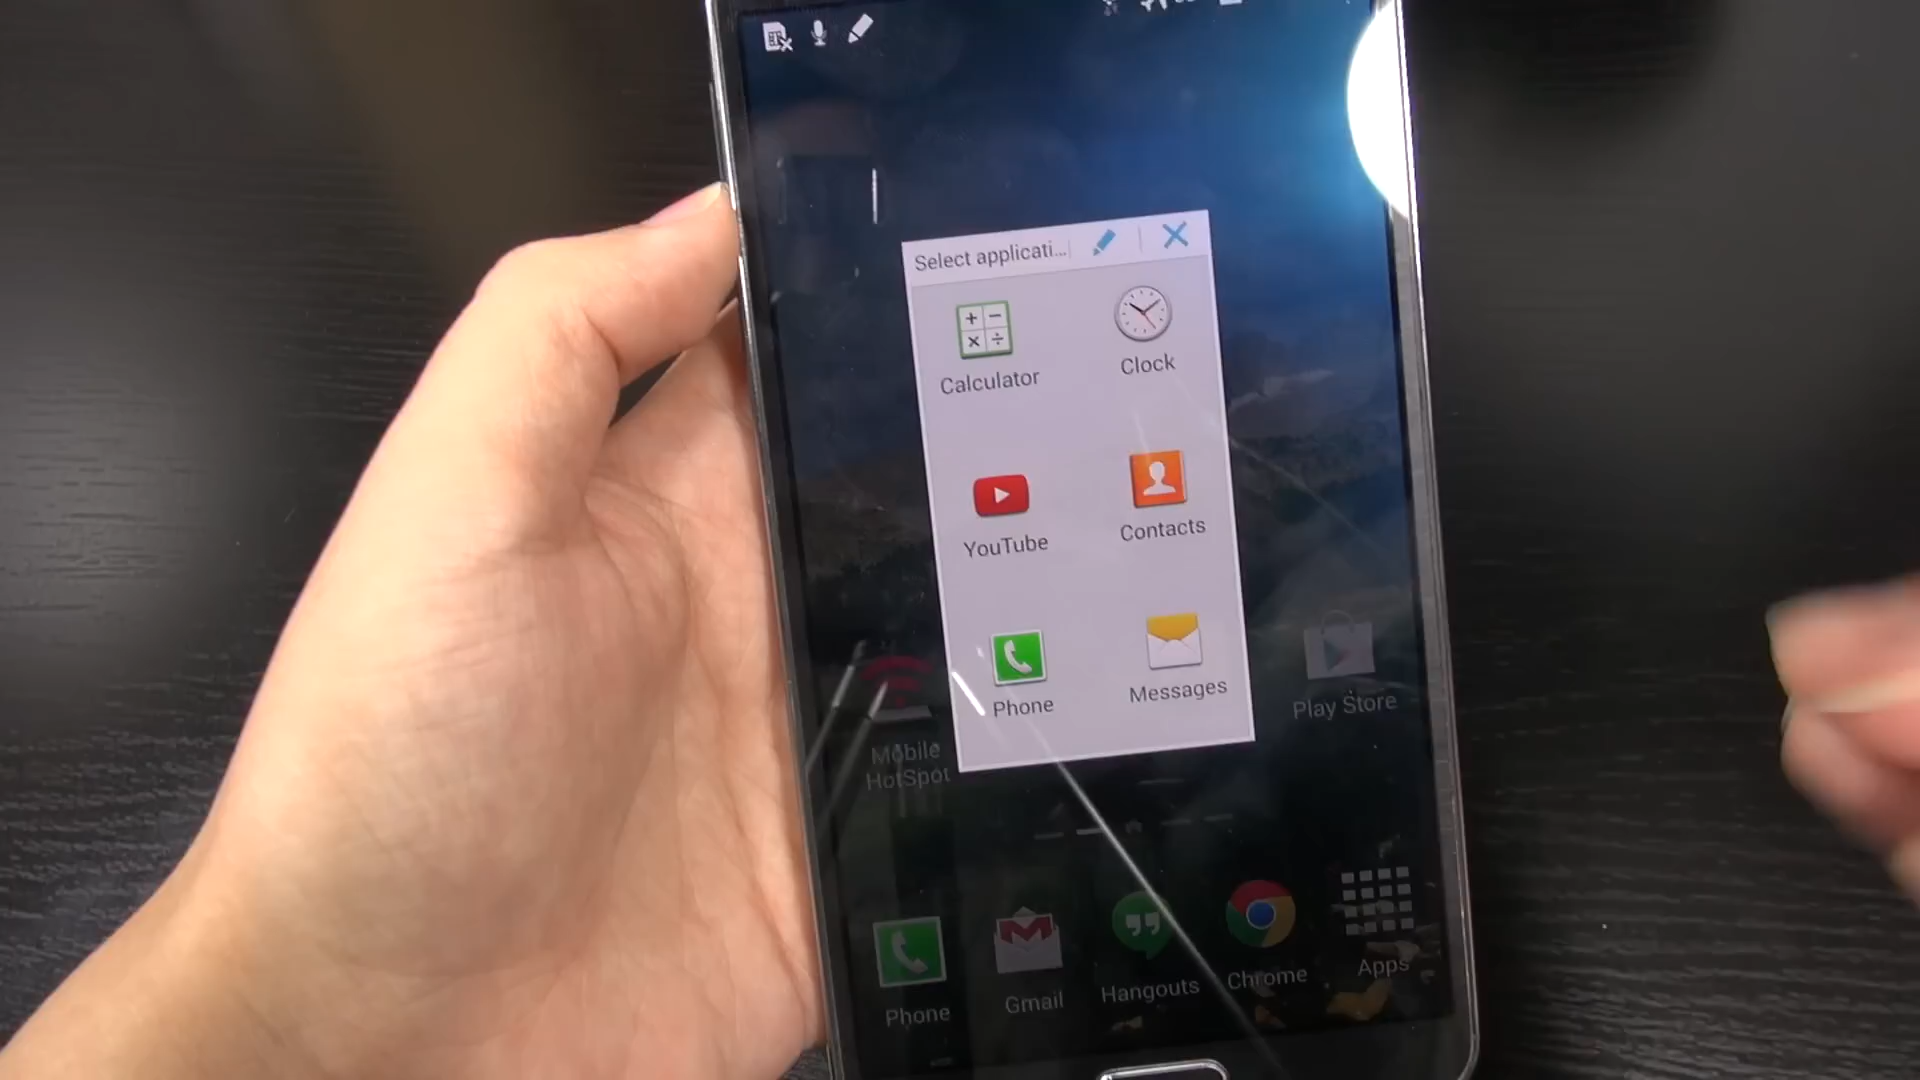 Select applicati...
Calculator
Clock
YouTube
Contacts
Phone
Messages
Mobile
HotSpot
Play Store
Phone
Gmail
Hangouts
Chrome
Apps